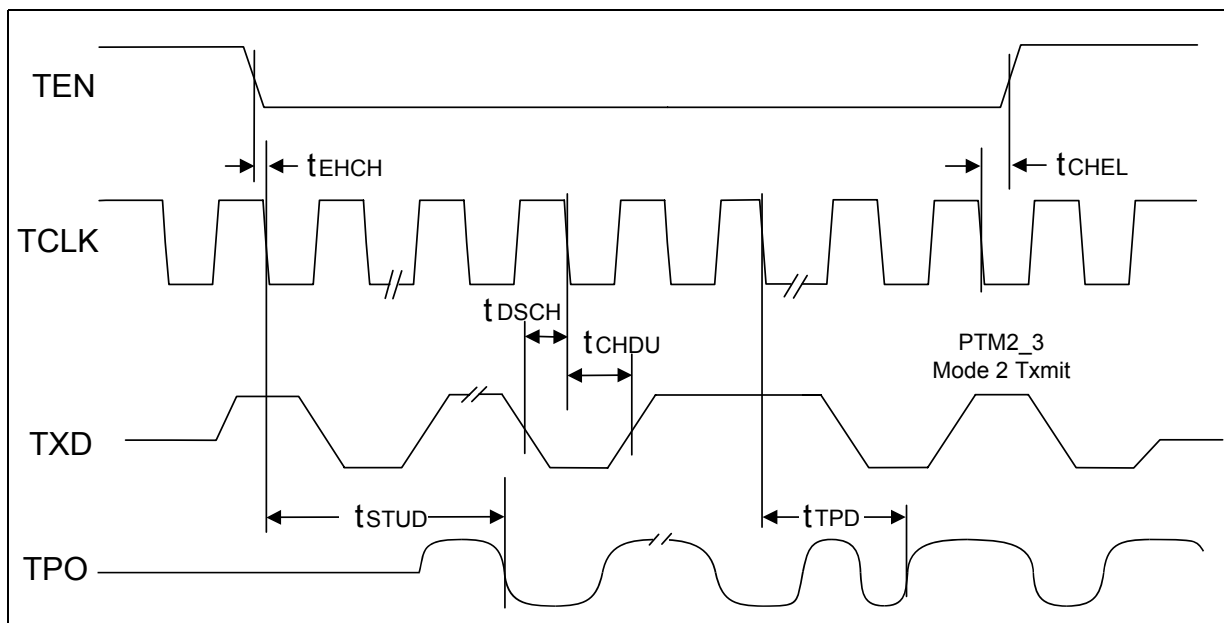 TEN
tEHCH
tCHEL
TCLK
tDSCH
tCHDU
PTM2_3
Mode 2 Txmit
TXD
tSTUD
tTPD
TPO